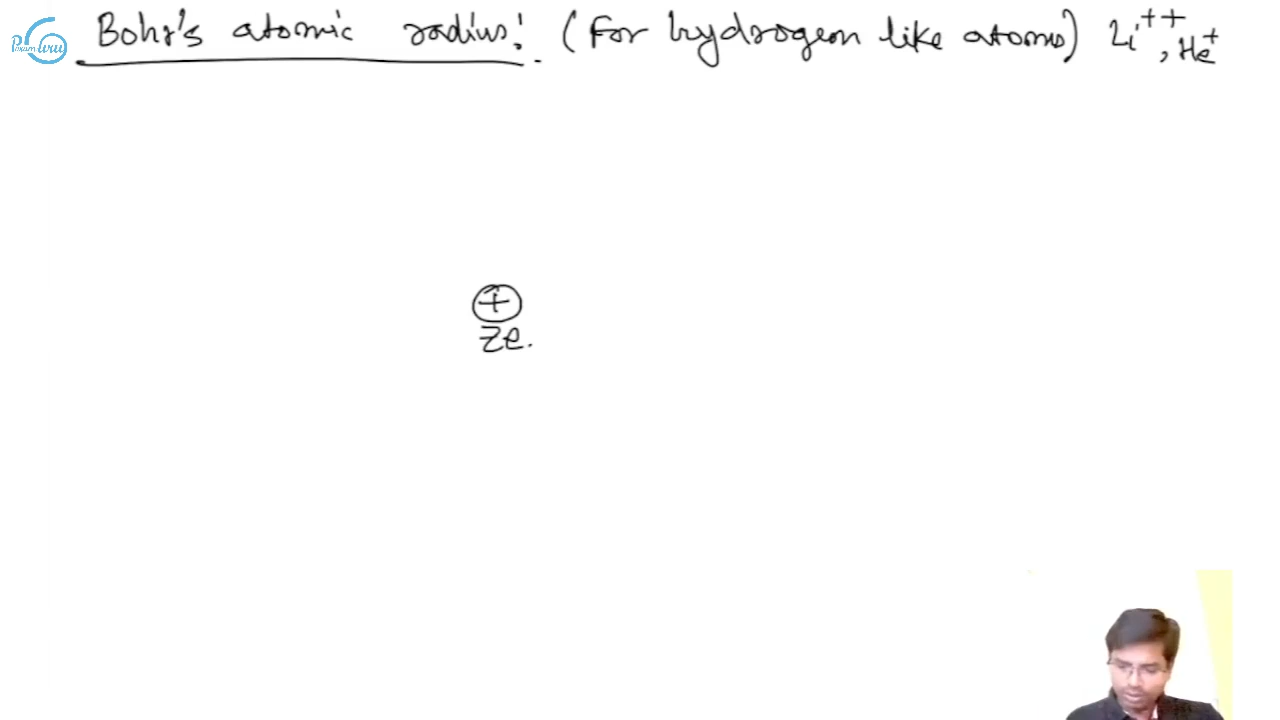 Bohr's atomic radius: (For hydrogen like atoms) Li++, He+
+
Ze.